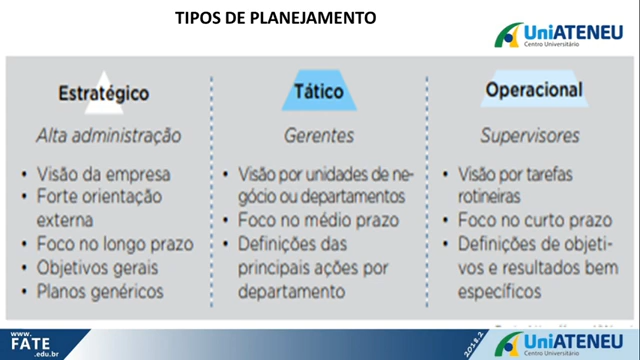 TIPOS DE PLANEJAMENTO
UniATENEU
Centro Universitário
Estratégico
Alta administração
• Visão da empresa
• Forte orientação
externa
• Foco no longo prazo
• Objetivos gerais
• Planos genéricos
Tático
Gerentes
• Visão por unidades de ne-
gócio ou departamentos
• Foco no médio prazo
• Definições das
principais ações por
departamento
Operacional
Supervisores
• Visão por tarefas
rotineiras
• Foco no curto prazo
• Definições de objeti-
vos e resultados bem
específicos
www.
FATE
.edu.br
2018.2
UniATENEU
Centro Universitário